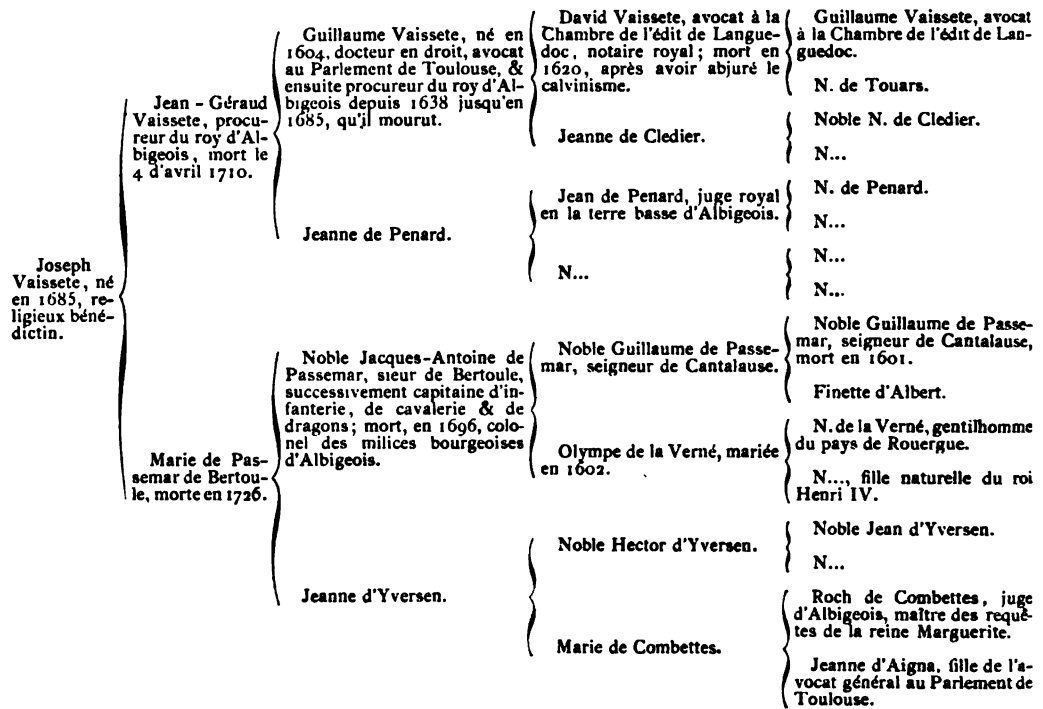 Joseph
Vaissete, né
en 1685, re-
ligieux béné-
dictin.
Jean-Géraud
Vaissete, procu-
reur du roy d'Al-
bigeois, mort le
4 d'avril 1710.
Marie de Pas-
semar de Bertou-
le, morte en 1726.
Guillaume Vaissete, né en
1604, docteur en droit, avocat
au Parlement de Toulouse, &
ensuite procureur du roy d'Al-
bigeois depuis 1638 jusqu'en
1685, qu'il mourut.
Jeanne de Penard.
Noble Jacques-Antoine de
Passemar, sieur de Bertoule,
successivement capitaine d'in-
fanterie, de cavalerie & de
dragons; mort, en 1696, colo-
nel des milices bourgeoises
d'Albigeois.
Jeanne d'Yversen.
David Vaissete, avocat à la
Chambre de l'édit de Langue-
doc, notaire royal; mort en
1620, après avoir abjuré le
calvinisme.
Jeanne de Cledier.
Jean de Penard, juge royal
en la terre basse d'Albigeois.
N...
Noble Guillaume de Passe-
mar, seigneur de Cantalause.
Olympe de la Verné, mariée
en 1602.
Noble Hector d'Yversen.
Marie de Combettes.
Guillaume Vaissete, avocat
à la Chambre de l'édit de Lan-
guedoc.
N. de Touars.
Noble N. de Cledier.
N...
N. de Penard.
N...
N...
N...
Noble Guillaume de Passe-
mar, seigneur de Cantalause,
mort en 1601.
Finette d'Albert.
N. de la Verné, gentilhomme
du pays de Rouergue.
N..., fille naturelle du roi
Henri IV.
Noble Jean d'Yversen.
N...
Roch de Combettes, juge
d'Albigeois, maître des requê-
tes de la reine Marguerite.
Jeanne d'Aigna, fille de l'a-
vocat général au Parlement de
Toulouse.